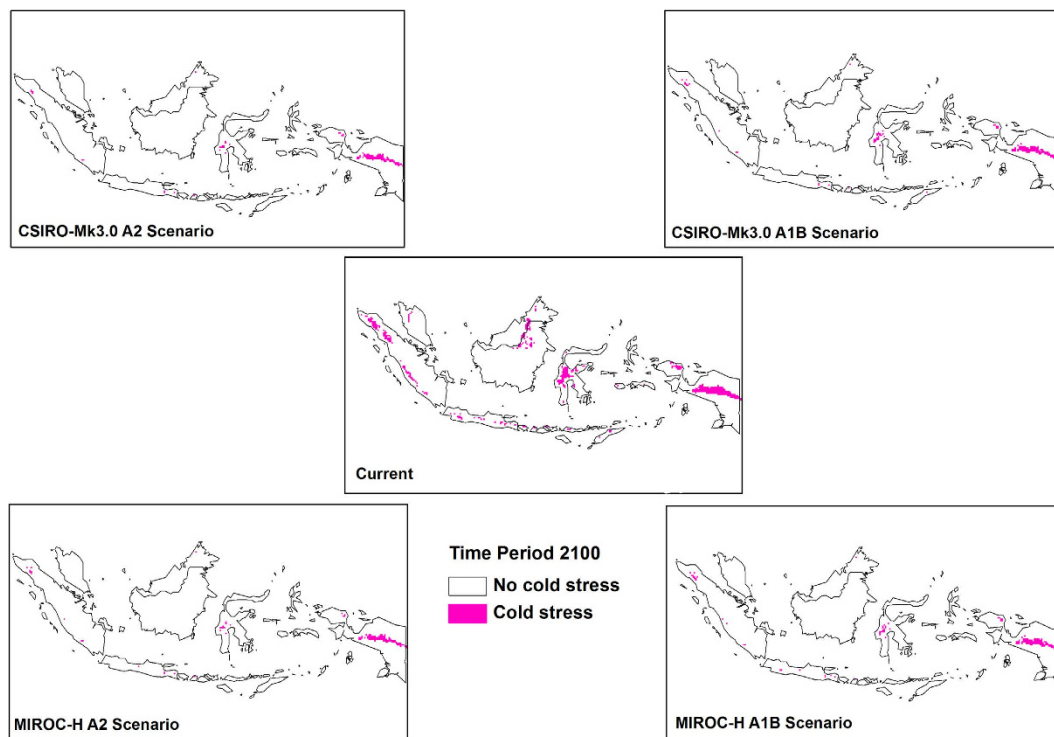 CSIRO-Mk3.0 A2 Scenario
CSIRO-Mk3.0 A1B Scenario
Current
Time Period 2100
No cold stress
Cold stress
MIROC-H A2 Scenario
MIROC-H A1B Scenario